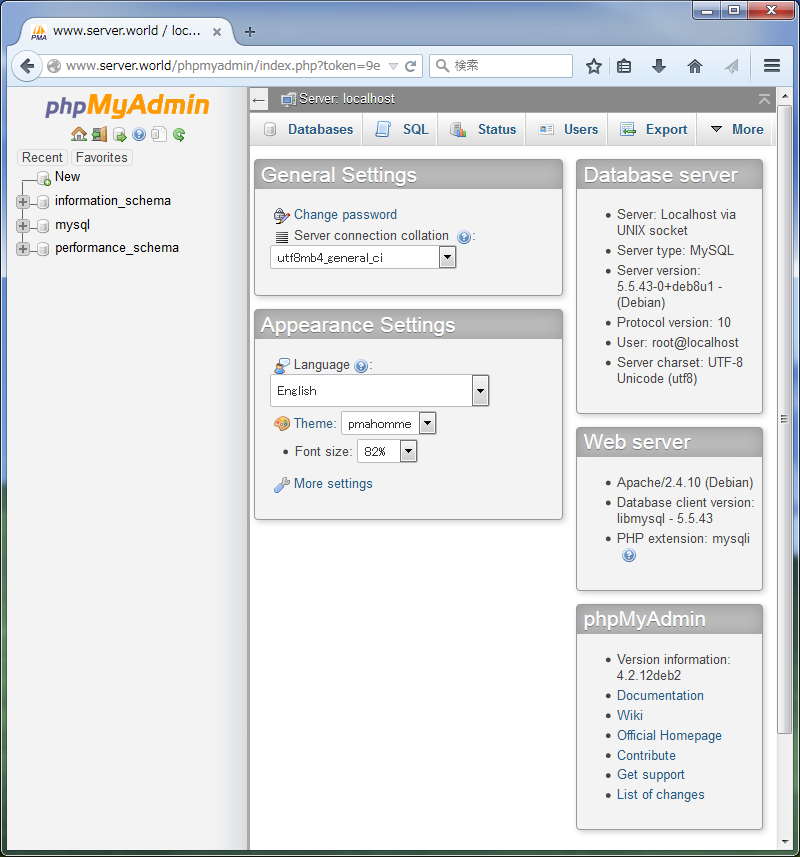 www.server.world / loc...
www.server.world/phpmyadmin/index.php?token=9e
検索
phpMyAdmin
Recent Favorites
New
information_schema
mysql
performance_schema
Server: localhost
Databases SQL Status Users Export More
General Settings
Change password
Server connection collation :
utf8mb4_general_ci
Appearance Settings
Language :
English
Theme: pmahomme
Font size: 82%
More settings
Database server
Server: Localhost via
UNIX socket
Server type: MySQL
Server version:
5.5.43-0+deb8u1 -
(Debian)
Protocol version: 10
User: root@localhost
Server charset: UTF-8
Unicode (utf8)
Web server
Apache/2.4.10 (Debian)
Database client version:
libmysql - 5.5.43
PHP extension: mysqli
phpMyAdmin
Version information:
4.2.12deb2
Documentation
Wiki
Official Homepage
Contribute
Get support
List of changes